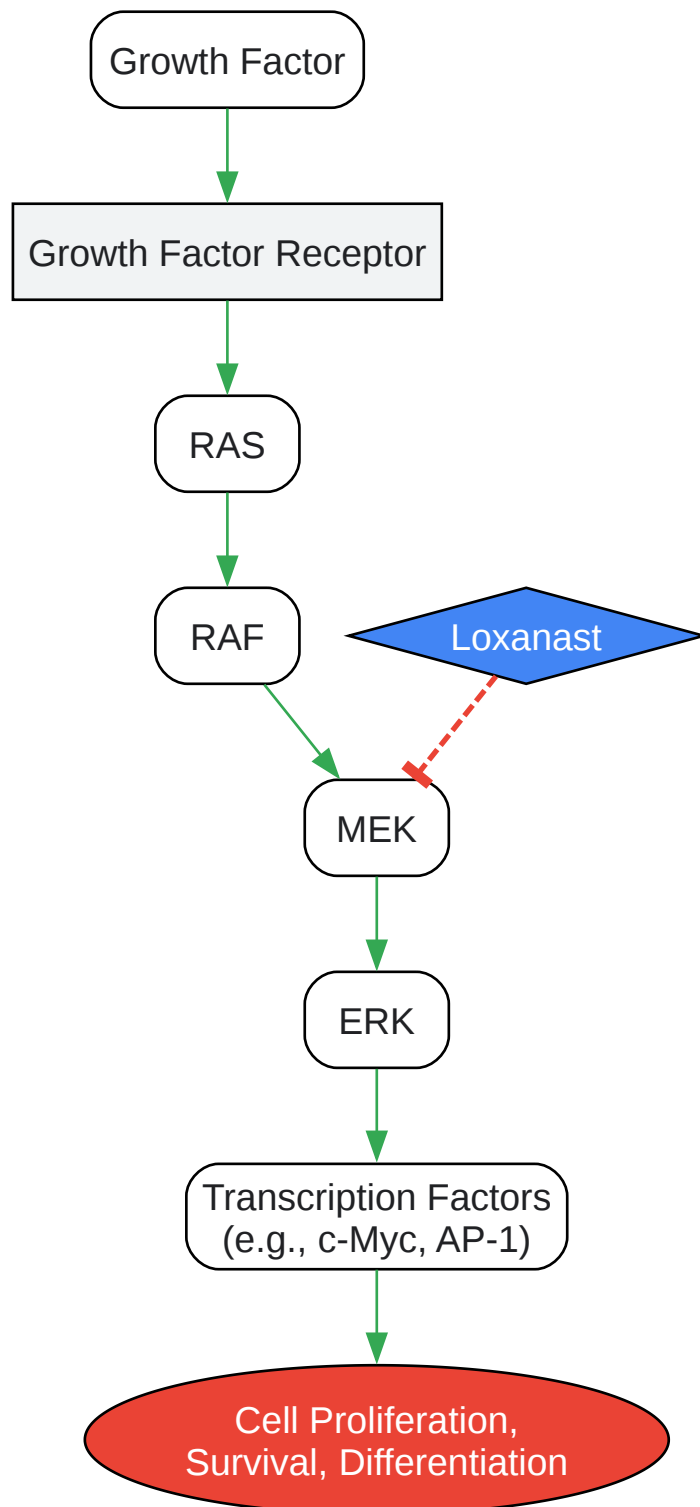 Growth Factor
Growth Factor Receptor
RAS
RAF
Loxanast
MEK
ERK
Transcription Factors
(e.g., c-Myc, AP-1)
Cell Proliferation,
Survival, Differentiation